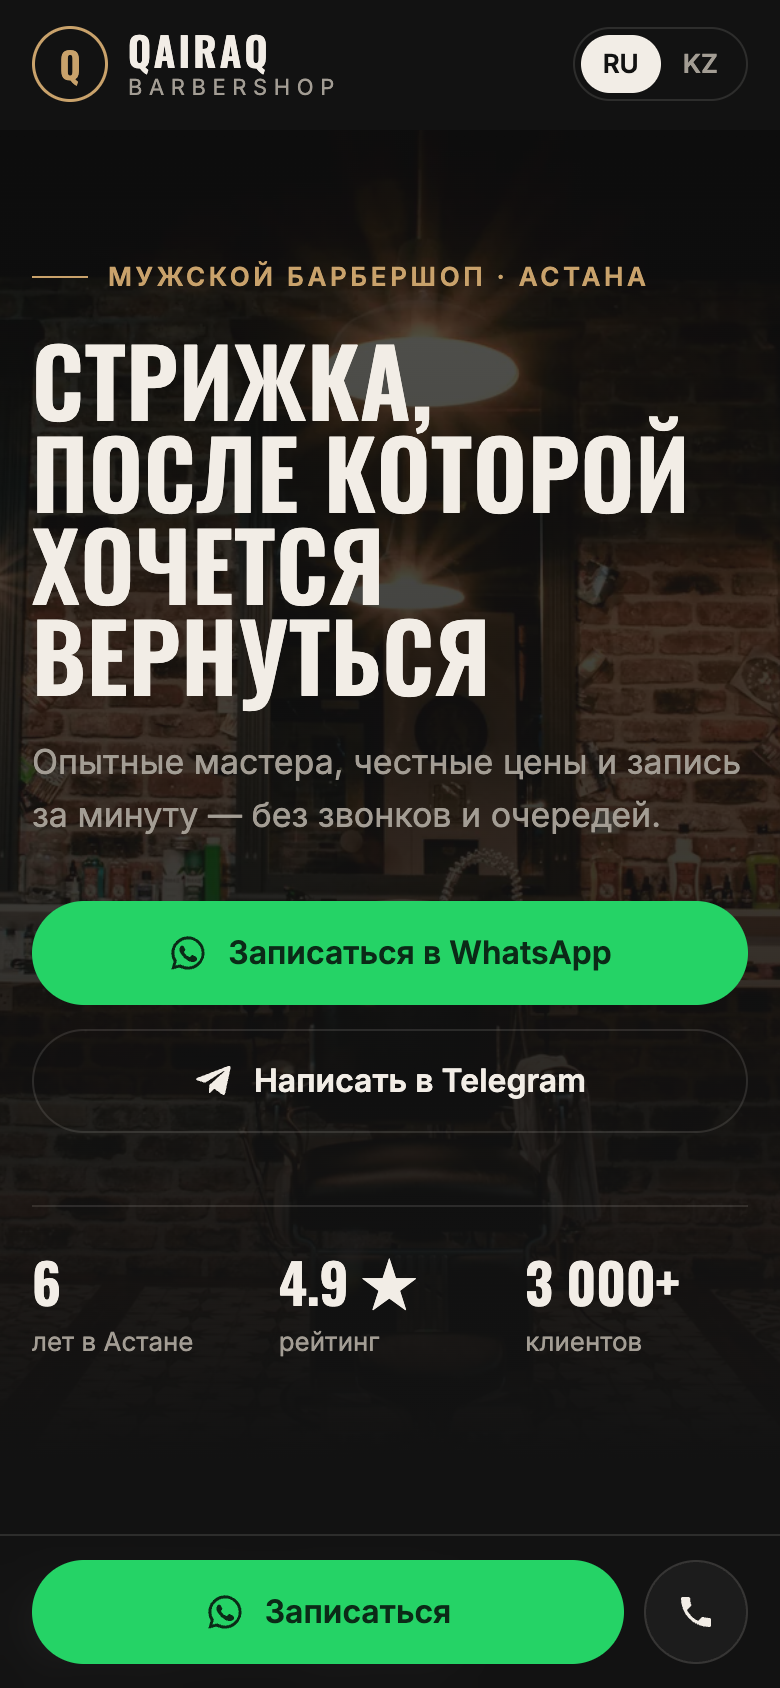 Q
QAIRAQ
BARBERSHOP
RU KZ
МУЖСКОЙ БАРБЕРШОП · АСТАНА
СТРИЖКА,
ПОСЛЕ КОТОРОЙ
ХОЧЕТСЯ
ВЕРНУТЬСЯ
Опытные мастера, честные цены и запись
за минуту — без звонков и очередей.
Записаться в WhatsApp
Написать в Telegram
6 4.9 ★ 3 000+
лет в Астане рейтинг клиентов
Записаться